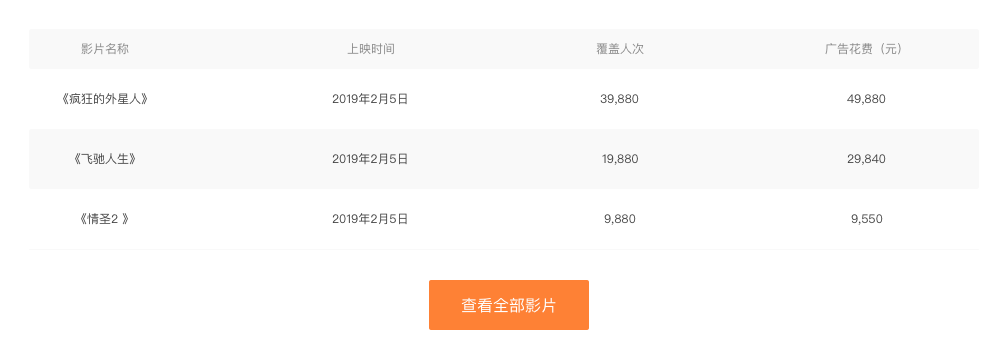 影片名称 上映时间 覆盖人次 广告花费（元）
《疯狂的外星人》 2019年2月5日 39,880 49,880
《飞驰人生》 2019年2月5日 19,880 29,840
《情圣2 》 2019年2月5日 9,880 9,550
查看全部影片